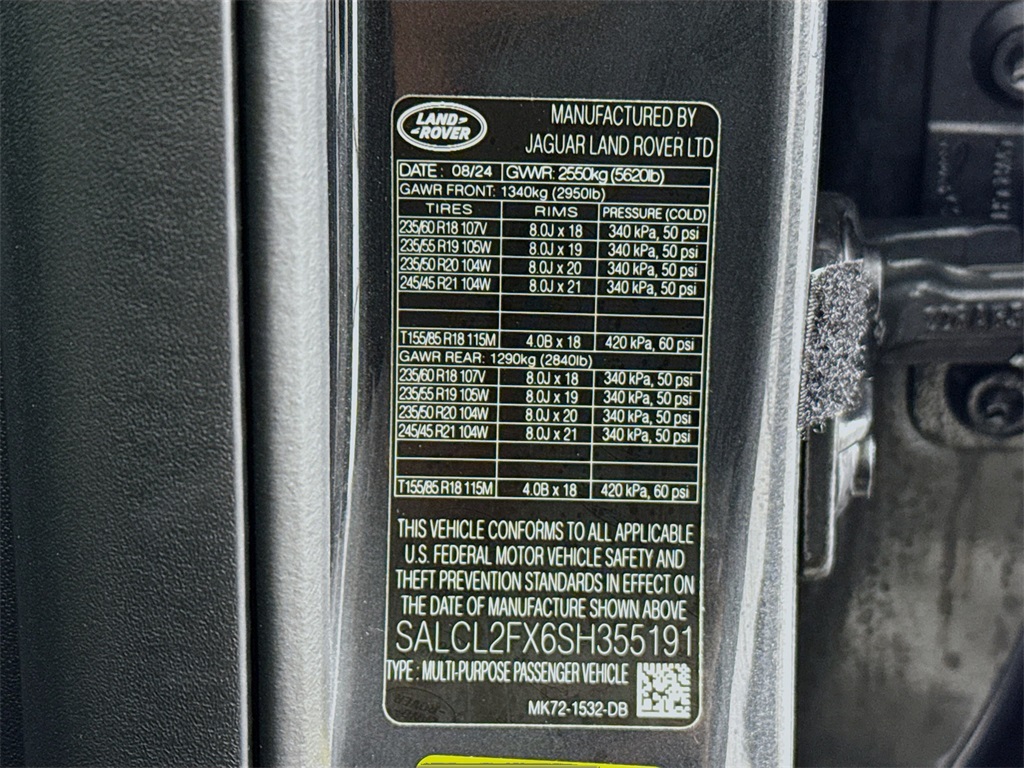 LAND-
-ROVER
MANUFACTURED BY
JAGUAR LAND ROVER LTD
DATE: 08/24 GVWR: 2550kg (5620lb)
GAWR FRONT: 1340kg (2950lb)
TIRES RIMS PRESSURE (COLD)
235/60 R18 107V 8.0J x 18 340 kPa, 50 psi
235/55 R19 105W 8.0J x 19 340 kPa, 50 psi
235/50 R20 104W 8.0J x 20 340 kPa, 50 psi
245/45 R21 104W 8.0J x 21 340 kPa, 50 psi
T155/85 R18 115M 4.0B x 18 420 kPa, 60 psi
GAWR REAR: 1290kg (2840lb)
235/60 R18 107V 8.0J x 18 340 kPa, 50 psi
235/55 R19 105W 8.0J x 19 340 kPa, 50 psi
235/50 R20 104W 8.0J x 20 340 kPa, 50 psi
245/45 R21 104W 8.0J x 21 340 kPa, 50 psi
T155/85 R18 115M 4.0B x 18 420 kPa, 60 psi
THIS VEHICLE CONFORMS TO ALL APPLICABLE
U.S. FEDERAL MOTOR VEHICLE SAFETY AND
THEFT PREVENTION STANDARDS IN EFFECT ON
THE DATE OF MANUFACTURE SHOWN ABOVE
SALCL2FX6SH355191
TYPE : MULTI-PURPOSE PASSENGER VEHICLE
MK72-1532-DB